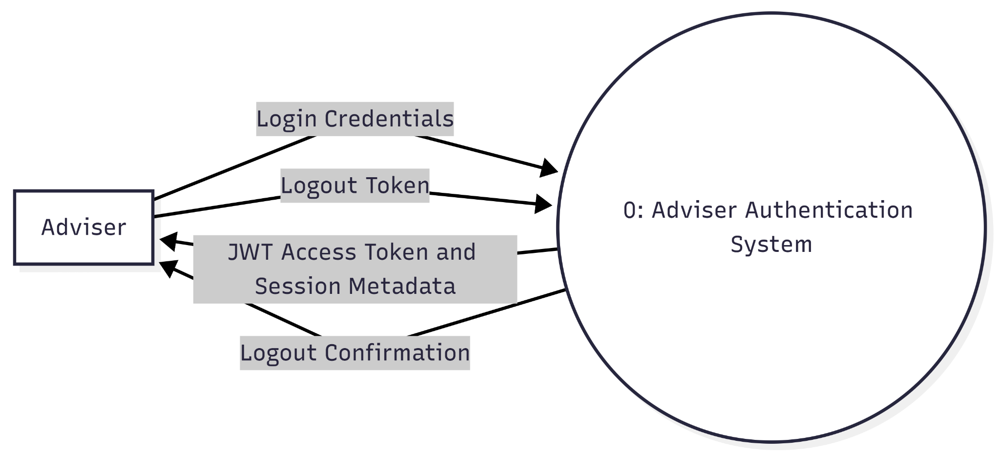 Login Credentials
Logout Token
Adviser
0: Adviser Authentication
System
JWT Access Token and
Session Metadata
Logout Confirmation